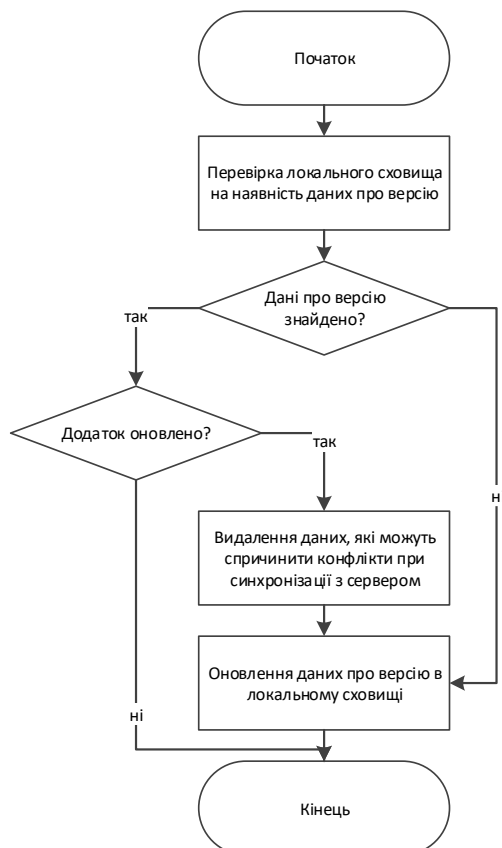 Початок
Перевірка локального сховища
на наявність даних про версію
Дані про версію
знайдено?
так
Додаток оновлено?
так
н
Видалення даних, які можуть
спричинити конфлікти при
синхронізації з сервером
Оновлення даних про версію в
локальному сховищі
ні
Кінець